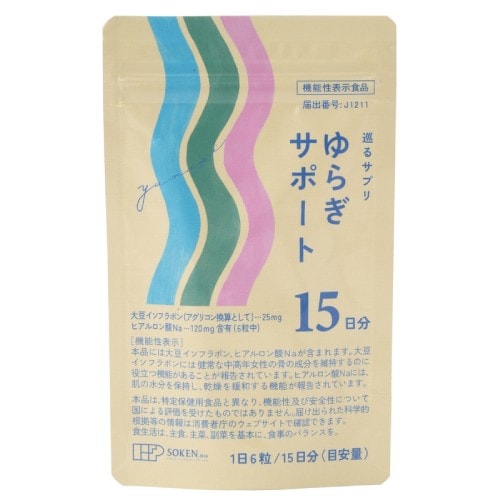 機能性表示食品
届出番号:J1211
巡るサプリ
ゆらぎ
サポート
yuragi
15日分
大豆イソフラボン(アグリコン換算として)…25mg
ヒアルロン酸Na…120mg 含有(6粒中)
[機能性表示]
本品には大豆イソフラボン、ヒアルロン酸Naが含まれます。大豆
イソフラボンには健常な中高年女性の骨の成分を維持するのに
役立つ機能があることが報告されています。ヒアルロン酸Naには、
肌の水分を保持し、乾燥を緩和する機能が報告されています。
本品は、特定保健用食品と異なり、機能性及び安全性について
国による評価を受けたものではありません。届け出られた科学的
根拠等の情報は消費者庁のウェブサイトで確認できます。
食生活は、主食、主菜、副菜を基本に、食事のバランスを。
SOKEN
1日6粒/15日分(目安量)